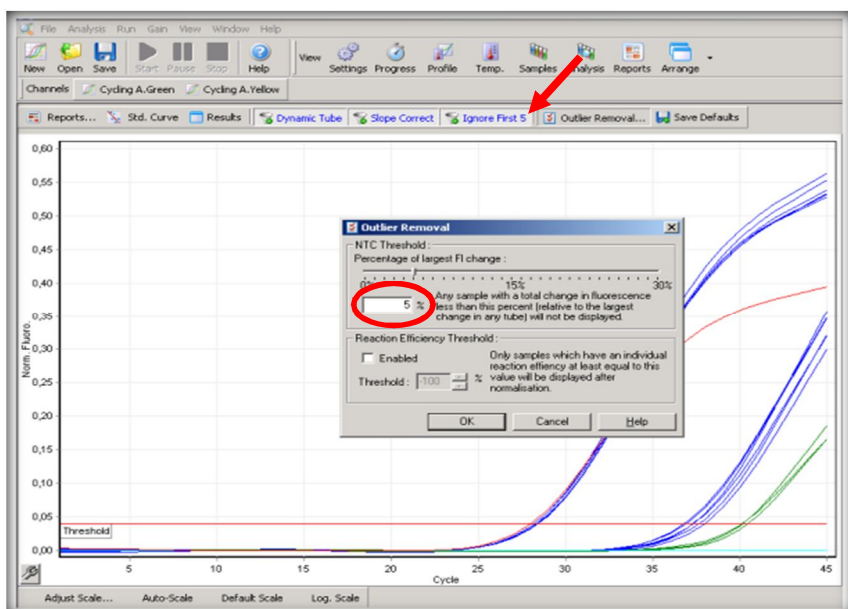 File Analysis Run Gain View Window Help
New Open Save Start Pause Stop Help View Settings Progress Profile Temp. Samples Analysis Reports Arrange
Channels Cycling A.Green Cycling A.Yellow
Reports... Std. Curve Results Dynamic Tube Slope Correct Ignore First 5 Outlier Removal... Save Defaults
0,60
0,55
0,50
0,45
0,40
0,35
0,30
0,25
0,20
0,15
0,10
0,05
0,00
Norm. Fluoro.
Outlier Removal
NTC Threshold :
Percentage of largest Fl change :
0% 15% 30%
5 %
Any sample with a total change in fluorescence
less than this percent (relative to the largest
change in any tube) will not be displayed.
Reaction Efficiency Threshold :
Enabled
Threshold : -100 %
Only samples which have an individual
reaction effiency at least equal to this
value will be displayed after
normalisation.
OK Cancel Help
Threshold
5 10 15 20 25 30 35 40 45
Cycle
Adjust Scale... Auto-Scale Default Scale Log. Scale